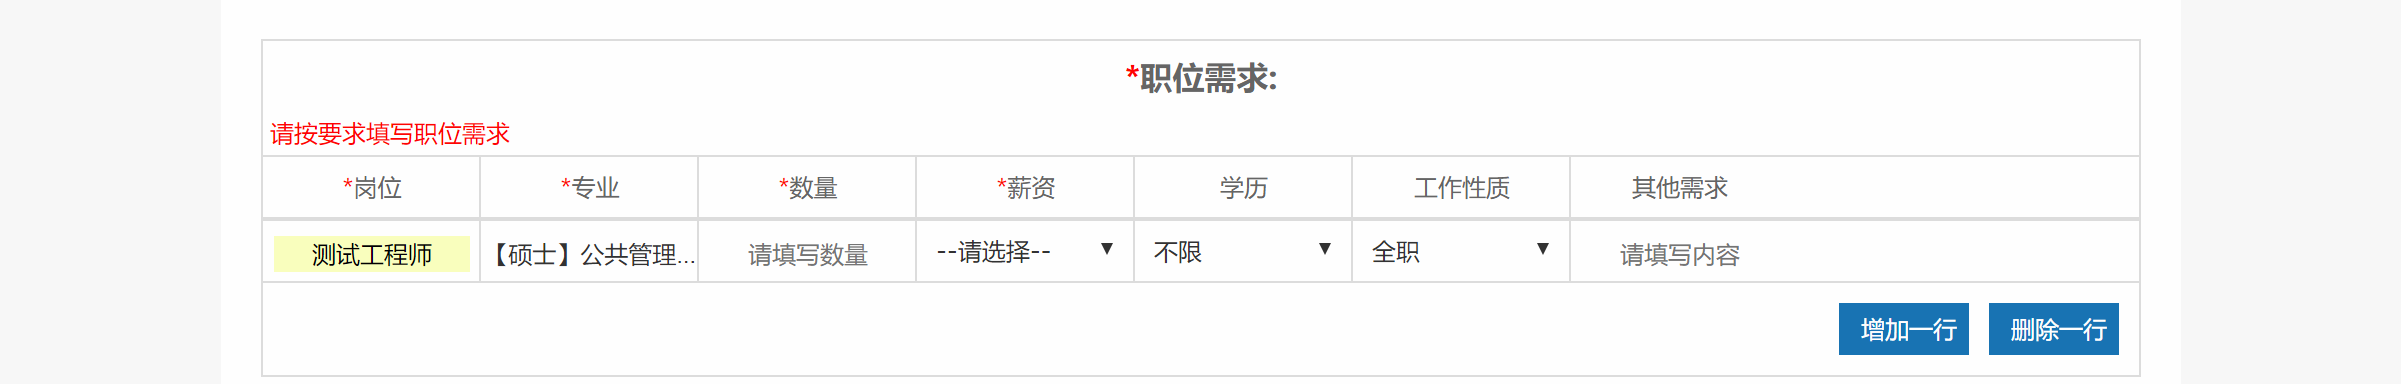 *职位需求:
请按要求填写职位需求
*岗位 *专业 *数量 *薪资 学历 工作性质 其他需求
测试工程师 【硕士】公共管理... 请填写数量 --请选择-- 不限 全职 请填写内容
增加一行 删除一行